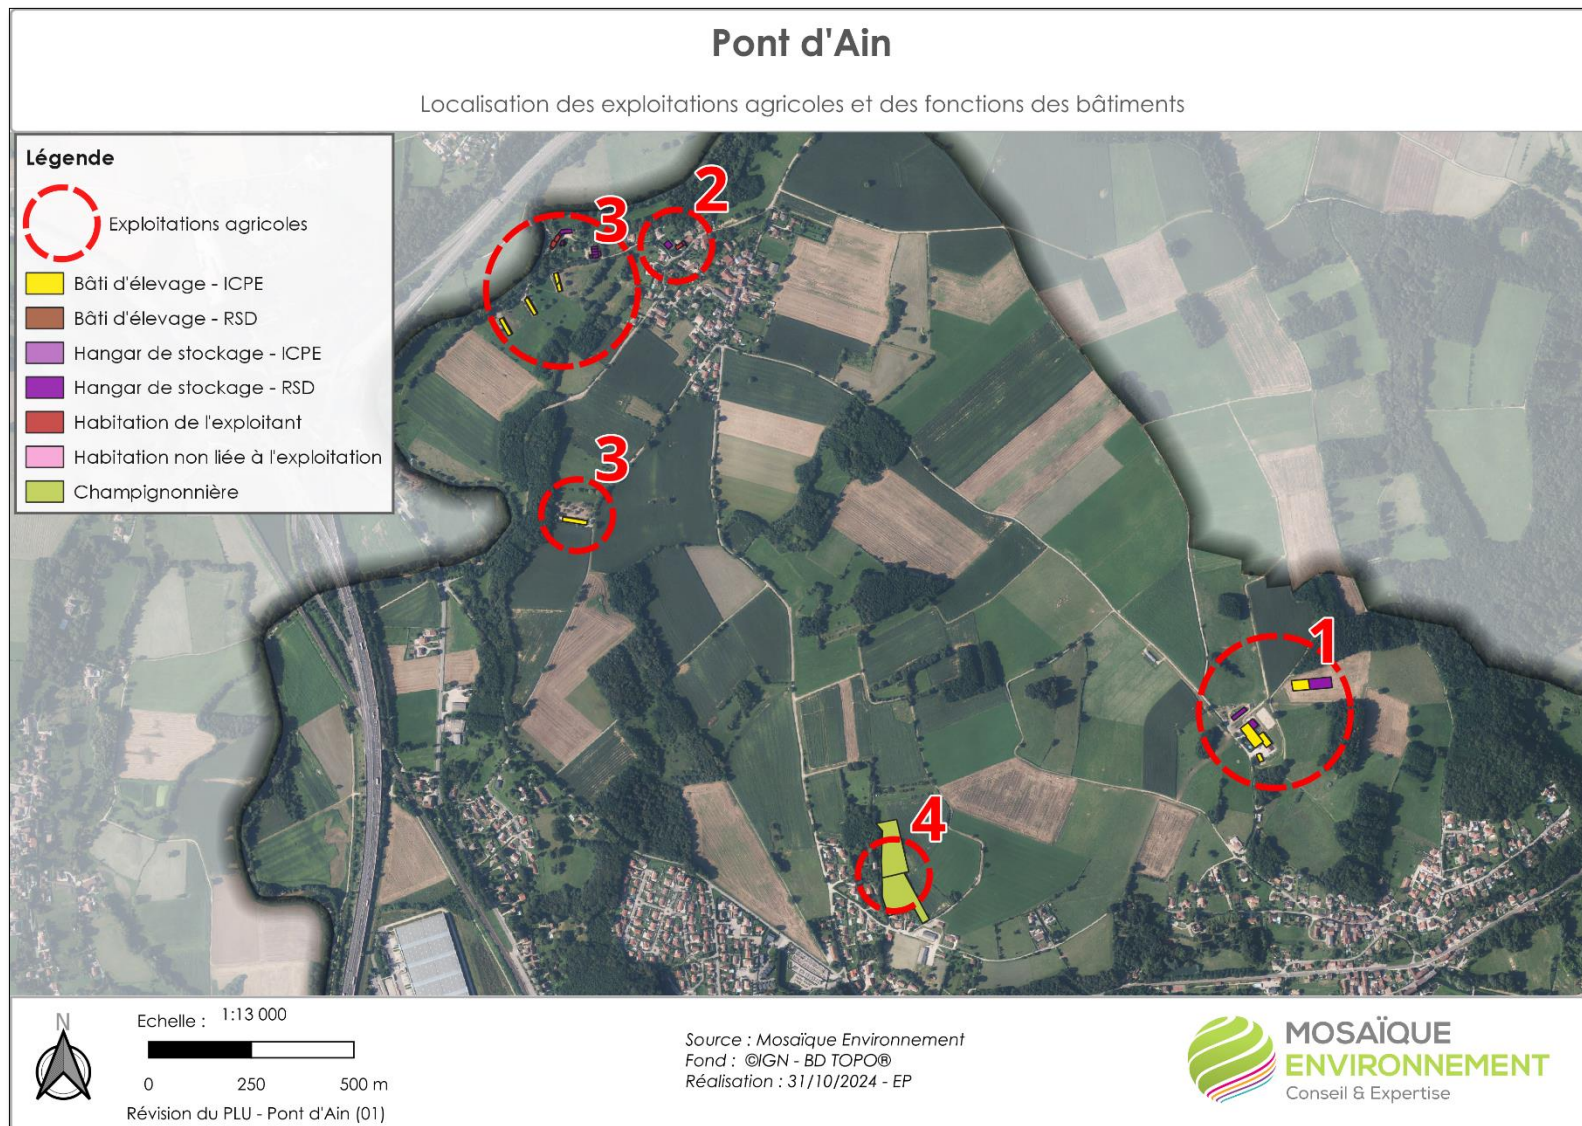 Pont d'Ain
Localisation des exploitations agricoles et des fonctions des bâtiments
Légende
Exploitations agricoles
Bâti d'élevage - ICPE
Bâti d'élevage - RSD
Hangar de stockage - ICPE
Hangar de stockage - RSD
Habitation de l'exploitant
Habitation non liée à l'exploitation
Champignonnière
2
3
3
1
4
N
Echelle : 1:13 000
0 250 500 m
Révision du PLU - Pont d'Ain (01)
Source : Mosaïque Environnement
Fond : ©IGN - BD TOPO®
Réalisation : 31/10/2024 - EP
MOSAÏQUE
ENVIRONNEMENT
Conseil & Expertise